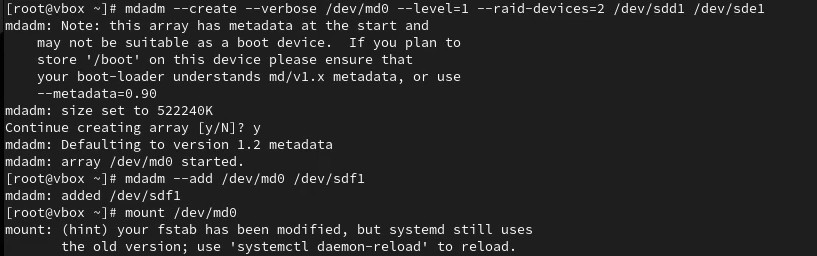 [root@vbox ~]# mdadm --create --verbose /dev/md0 --level=1 --raid-devices=2 /dev/sdd1 /dev/sde1
mdadm: Note: this array has metadata at the start and
    may not be suitable as a boot device.  If you plan to
    store '/boot' on this device please ensure that
    your boot-loader understands md/v1.x metadata, or use
    --metadata=0.90
mdadm: size set to 522240K
Continue creating array [y/N]? y
mdadm: Defaulting to version 1.2 metadata
mdadm: array /dev/md0 started.
[root@vbox ~]# mdadm --add /dev/md0 /dev/sdf1
mdadm: added /dev/sdf1
[root@vbox ~]# mount /dev/md0
mount: (hint) your fstab has been modified, but systemd still uses
       the old version; use 'systemctl daemon-reload' to reload.